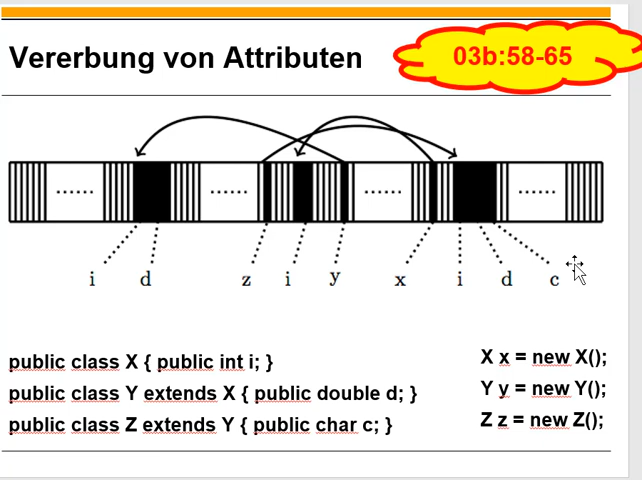 Vererbung von Attributen
03b:58-65
...... ...... ...... ......
i d z i y x i d c
public class X { public int i; }
public class Y extends X { public double d; }
public class Z extends Y { public char c; }
X x = new X();
Y y = new Y();
Z z = new Z();